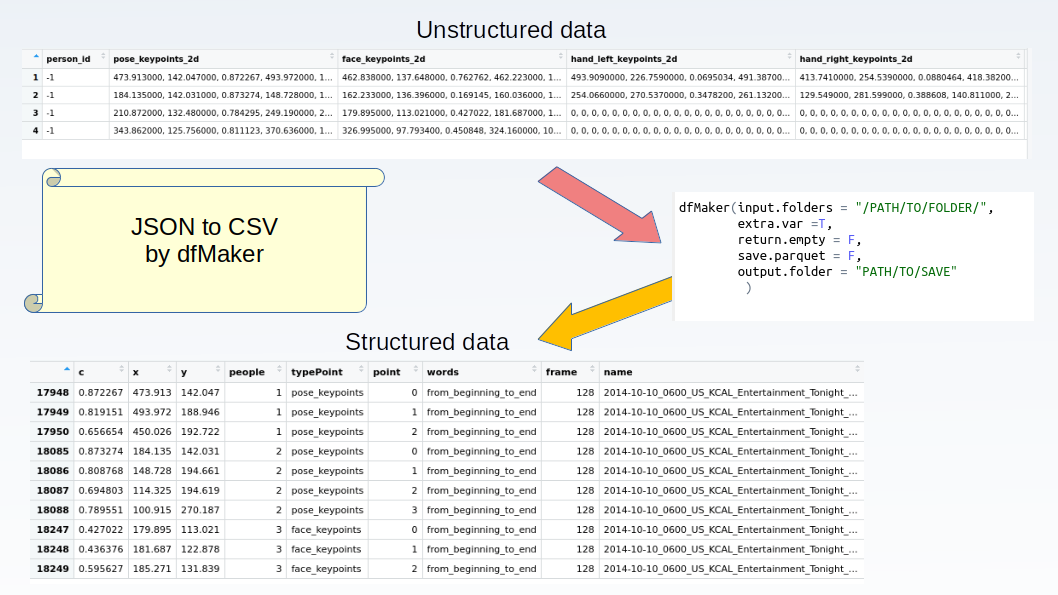 Unstructured data
person_id pose_keypoints_2d face_keypoints_2d hand_left_keypoints_2d hand_right_keypoints_2d
1 -1 473.913000, 142.047000, 0.872267, 493.972000, 1... 462.838000, 137.648000, 0.762762, 462.223000, 1... 493.9090000, 226.7590000, 0.0695034, 491.38700... 413.7410000, 254.5390000, 0.0880464, 418.38200...
2 -1 184.135000, 142.031000, 0.873274, 148.728000, 1... 162.233000, 136.396000, 0.169145, 160.036000, 1... 254.0660000, 270.5370000, 0.3478200, 261.13200... 129.549000, 281.599000, 0.388608, 140.811000, 2...
3 -1 210.872000, 132.480000, 0.784295, 249.190000, 2... 179.895000, 113.021000, 0.427022, 181.687000, 1... 0, 0, 0, 0, 0, 0, 0, 0, 0, 0, 0, 0, 0, 0, 0, 0, 0, 0, 0... 0, 0, 0, 0, 0, 0, 0, 0, 0, 0, 0, 0, 0, 0, 0, 0, 0, 0, 0...
4 -1 343.862000, 125.756000, 0.811123, 370.636000, 1... 326.995000, 97.793400, 0.450848, 324.160000, 10... 0, 0, 0, 0, 0, 0, 0, 0, 0, 0, 0, 0, 0, 0, 0, 0, 0, 0, 0... 0, 0, 0, 0, 0, 0, 0, 0, 0, 0, 0, 0, 0, 0, 0, 0, 0, 0, 0...
JSON to CSV
by dfMaker
dfMaker(input.folders = "/PATH/TO/FOLDER/",
extra.var =T,
return.empty = F,
save.parquet = F,
output.folder = "PATH/TO/SAVE"
)
Structured data
c x y people typePoint point words frame name
17948 0.872267 473.913 142.047 1 pose_keypoints 0 from_beginning_to_end 128 2014-10-10_0600_US_KCAL_Entertainment_Tonight_...
17949 0.819151 493.972 188.946 1 pose_keypoints 1 from_beginning_to_end 128 2014-10-10_0600_US_KCAL_Entertainment_Tonight_...
17950 0.656654 450.026 192.722 1 pose_keypoints 2 from_beginning_to_end 128 2014-10-10_0600_US_KCAL_Entertainment_Tonight_...
18085 0.873274 184.135 142.031 2 pose_keypoints 0 from_beginning_to_end 128 2014-10-10_0600_US_KCAL_Entertainment_Tonight_...
18086 0.808768 148.728 194.661 2 pose_keypoints 1 from_beginning_to_end 128 2014-10-10_0600_US_KCAL_Entertainment_Tonight_...
18087 0.694803 114.325 194.619 2 pose_keypoints 2 from_beginning_to_end 128 2014-10-10_0600_US_KCAL_Entertainment_Tonight_...
18088 0.789551 100.915 270.187 2 pose_keypoints 3 from_beginning_to_end 128 2014-10-10_0600_US_KCAL_Entertainment_Tonight_...
18247 0.427022 179.895 113.021 3 face_keypoints 0 from_beginning_to_end 128 2014-10-10_0600_US_KCAL_Entertainment_Tonight_...
18248 0.436376 181.687 122.878 3 face_keypoints 1 from_beginning_to_end 128 2014-10-10_0600_US_KCAL_Entertainment_Tonight_...
18249 0.595627 185.271 131.839 3 face_keypoints 2 from_beginning_to_end 128 2014-10-10_0600_US_KCAL_Entertainment_Tonight_...